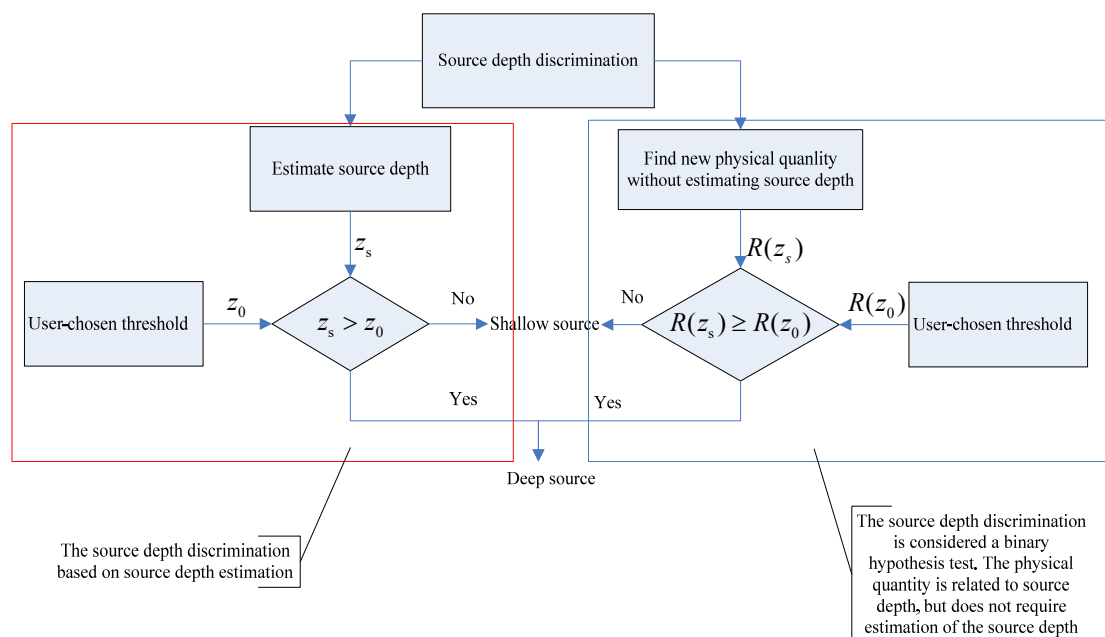 Source depth discrimination
Estimate source depth
Find new physical quanlity
without estimating source depth
z_s
R(z_s)
User-chosen threshold
z_0
z_s > z_0
No
Shallow source
No
R(z_s) ≥ R(z_0)
R(z_0)
User-chosen threshold
Yes
Yes
Deep source
The source depth discrimination
based on source depth estimation
The source depth discrimination
is considered a binary
hypothesis test. The physical
quantity is related to source
depth, but does not require
estimation of the source depth